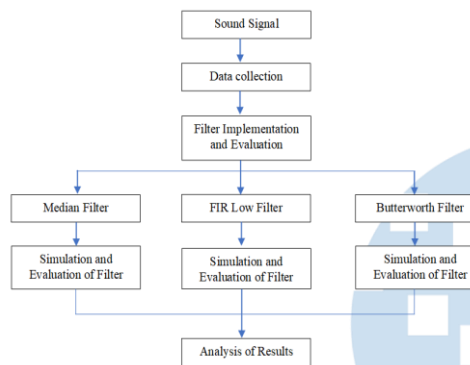 Sound Signal
Data collection
Filter Implementation
and Evaluation
Median Filter
FIR Low Filter
Butterworth Filter
Simulation and
Evaluation of Filter
Simulation and
Evaluation of Filter
Simulation and
Evaluation of Filter
Analysis of Results